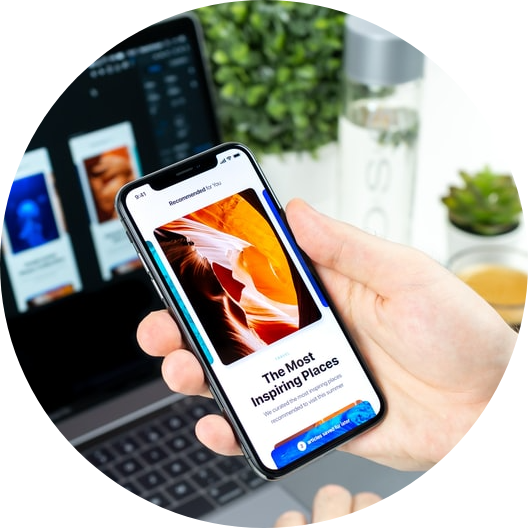 9:41
Recommended for You
The Most
Inspiring Places
We curated the most inspiring places
recommended to visit this summer
articles saved for later